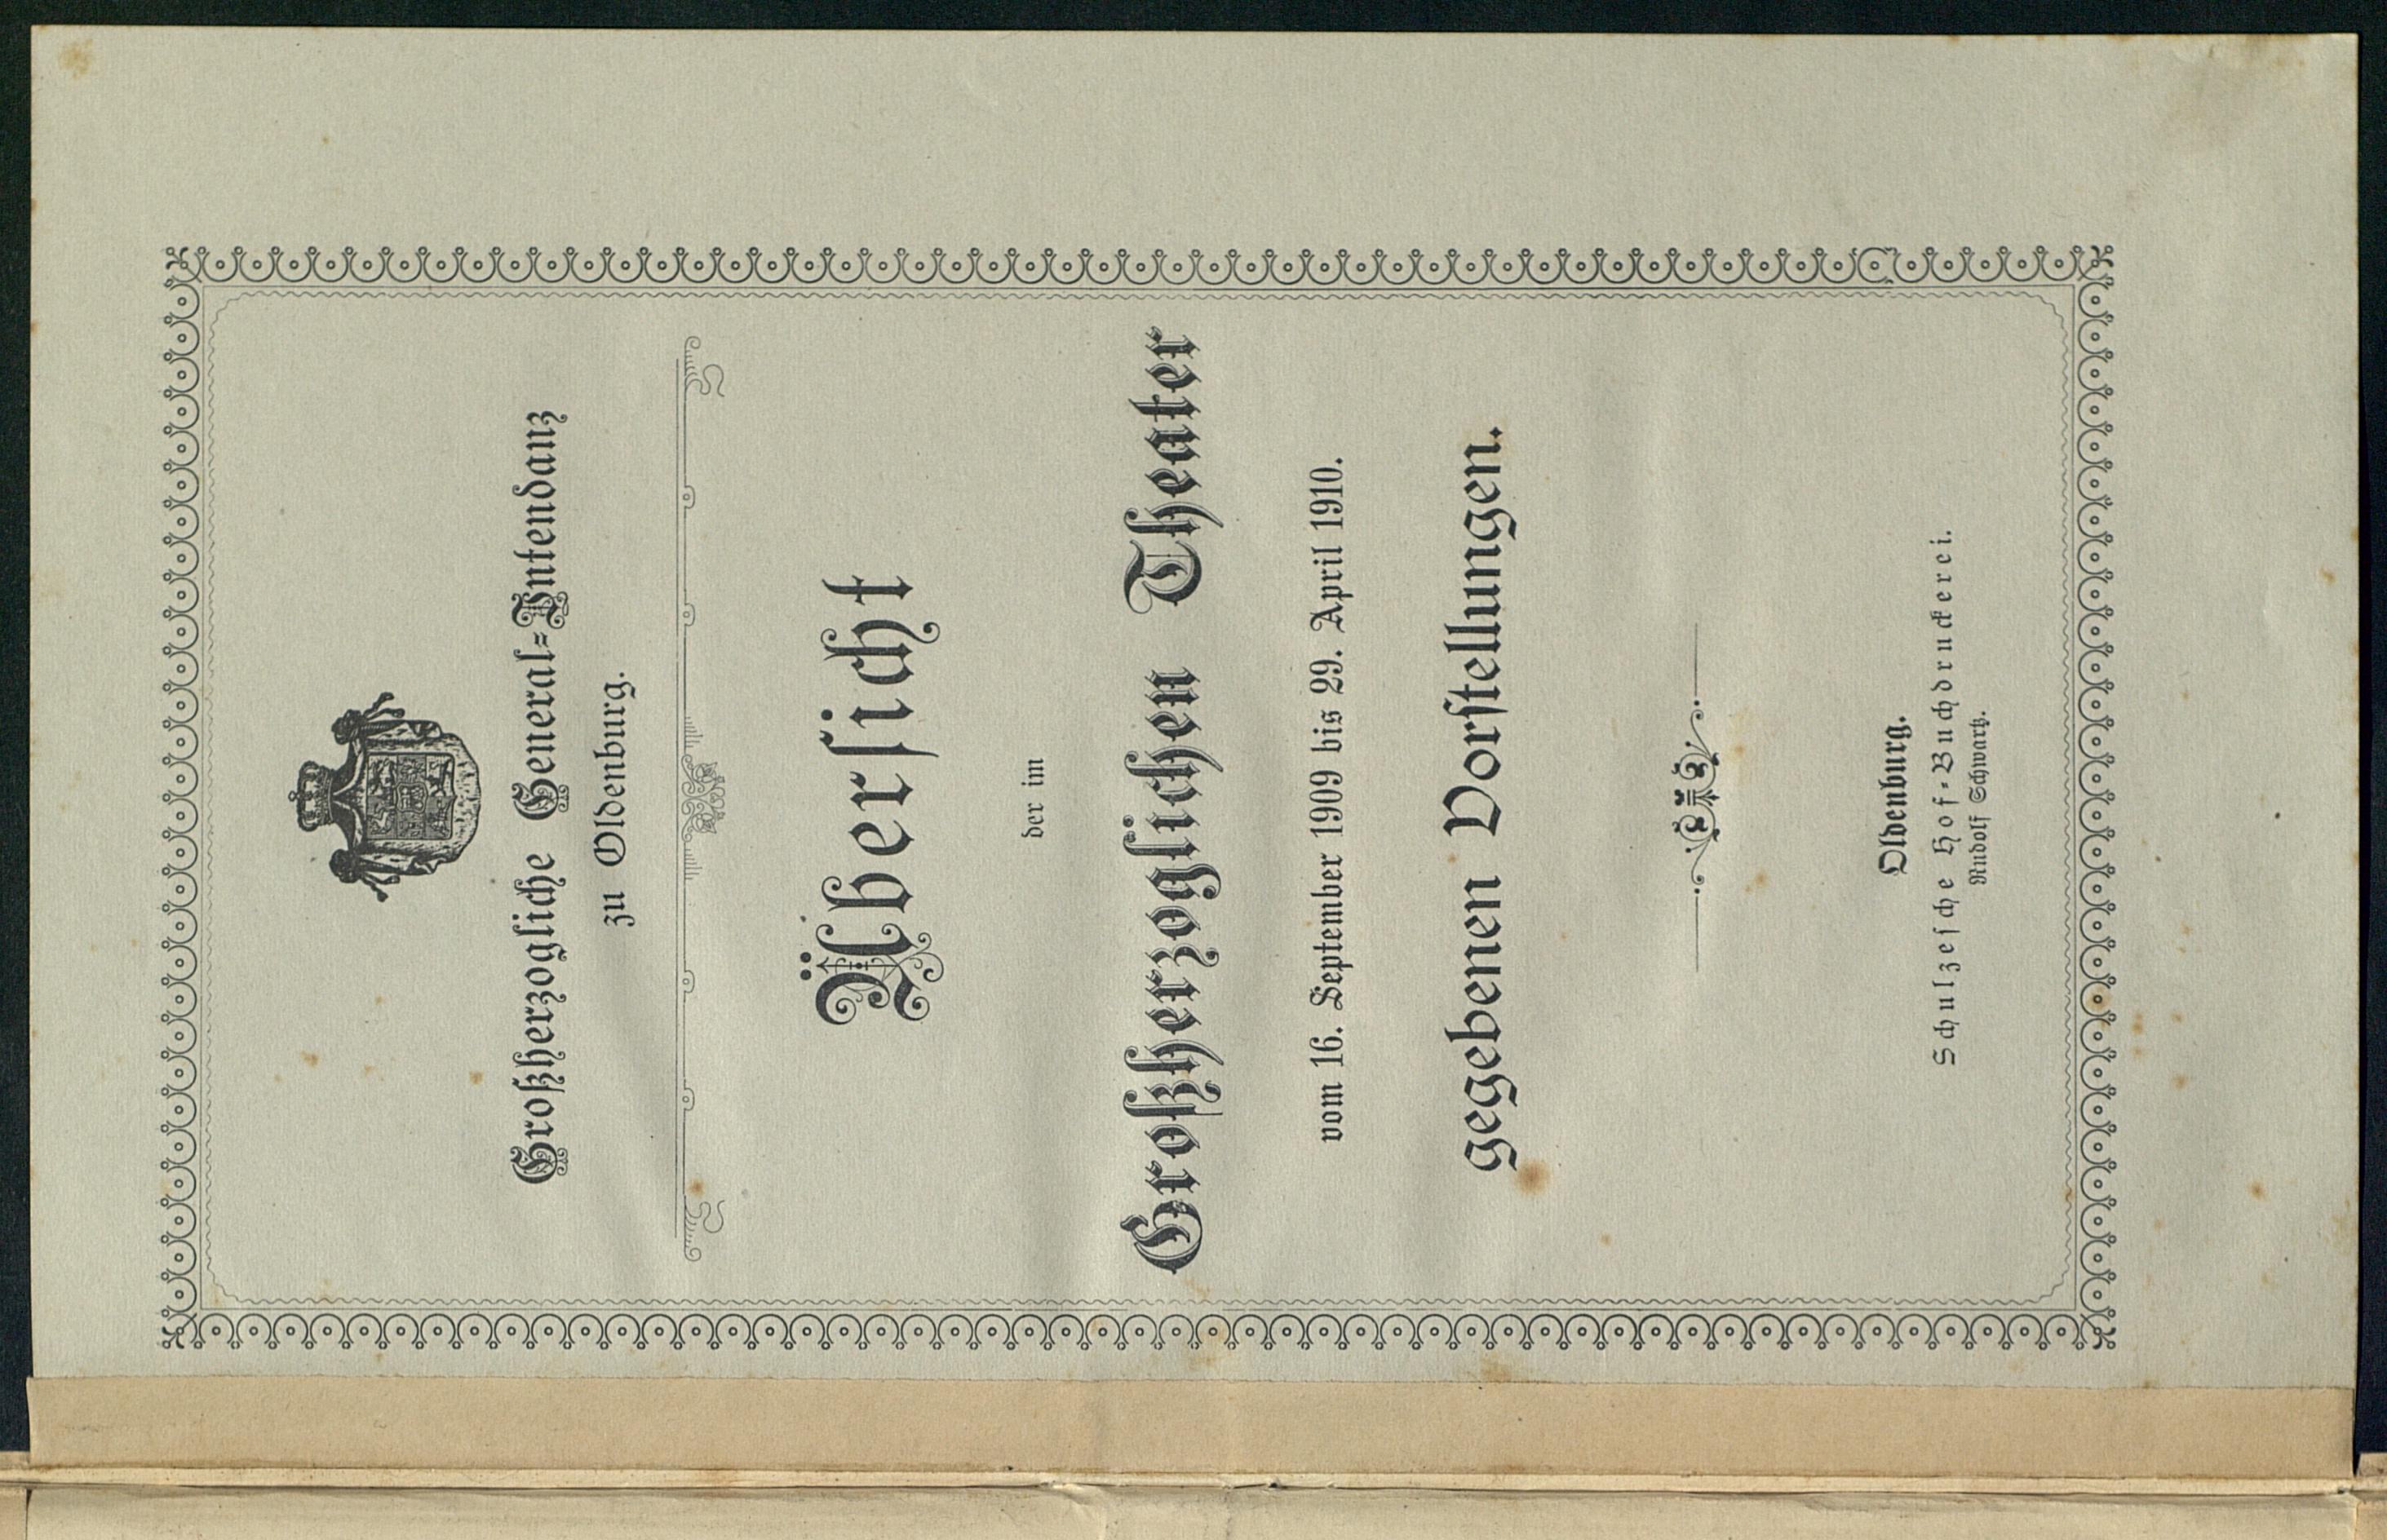 Großherzogliche General-Intendanz
zu Oldenburg.
Übersicht
der im
Großherzoglichen Theater
vom 16. September 1909 bis 29. April 1910.
gegebenen Vorstellungen.
Oldenburg.
Schulzesche Hof-Buchdruckerei.
Rudolf Schwartz.